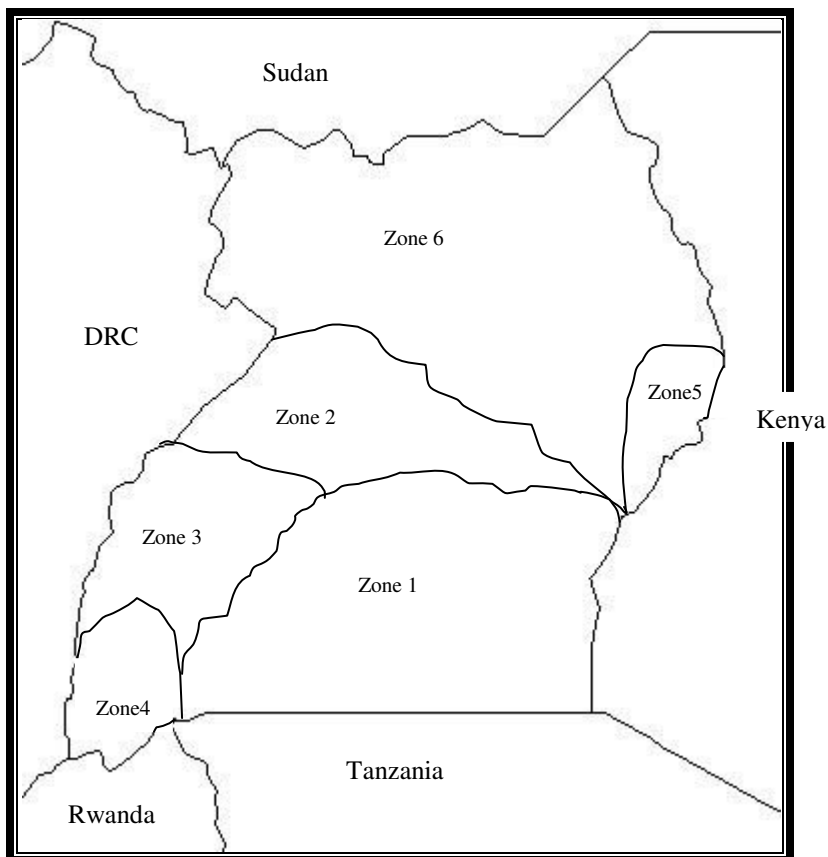 Sudan
Zone 6
DRC
Zone5
Zone 2
Kenya
Zone 3
Zone 1
Zone4
Tanzania
Rwanda